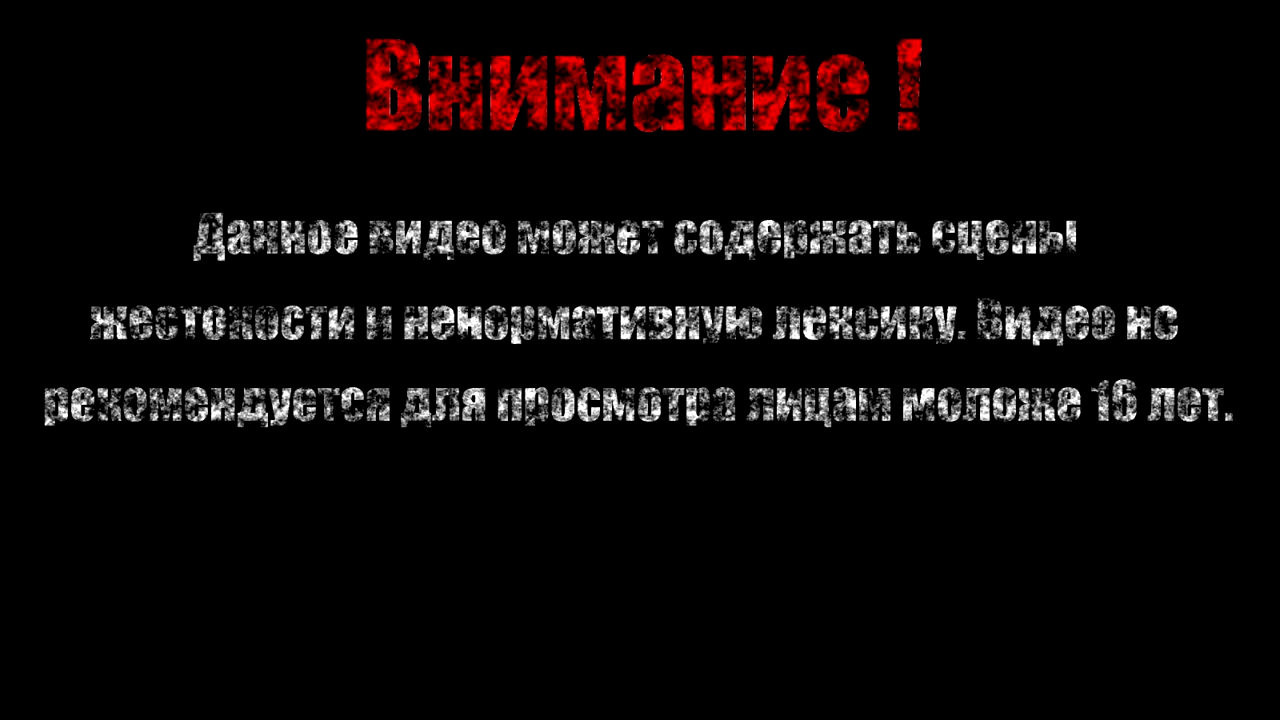 Внимание !
Данное видео может содержать сцены
жестокости и ненормативную лексику. Видео не
рекомендуется для просмотра лицам моложе 16 лет.